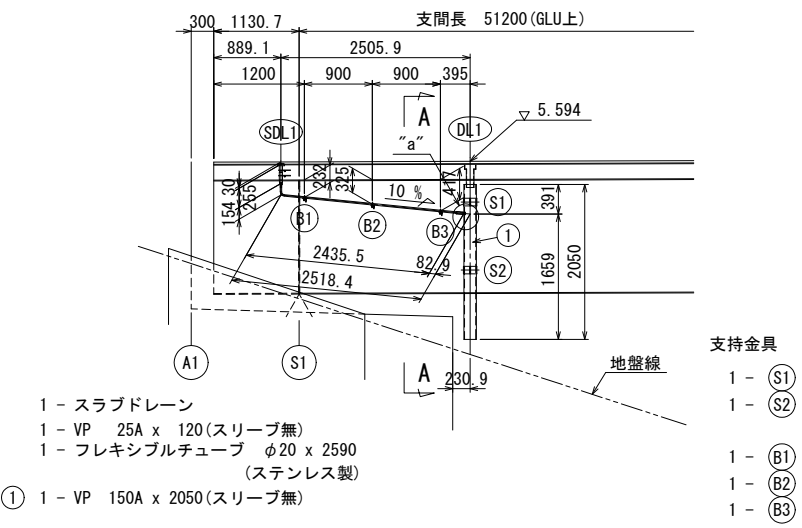 300 1130.7 支間長 51200(GLU上)
889.1 2505.9
1200 900 900 395
A
▽ 5.594
SDL1 DL1
"a"
232 325 417
154 30 255
10 %
B1 B2 B3
S1
391
1
2435.5 82.9
2518.4
S2
1659 2050
A1 S1
A
230.9
地盤線
支持金具
1 - S1
1 - S2
1 - B1
1 - B2
1 - B3
1 - スラブドレーン
1 - VP 25A x 120(スリーブ無)
1 - フレキシブルチューブ φ20 x 2590
(ステンレス製)
① 1 - VP 150A x 2050(スリーブ無)